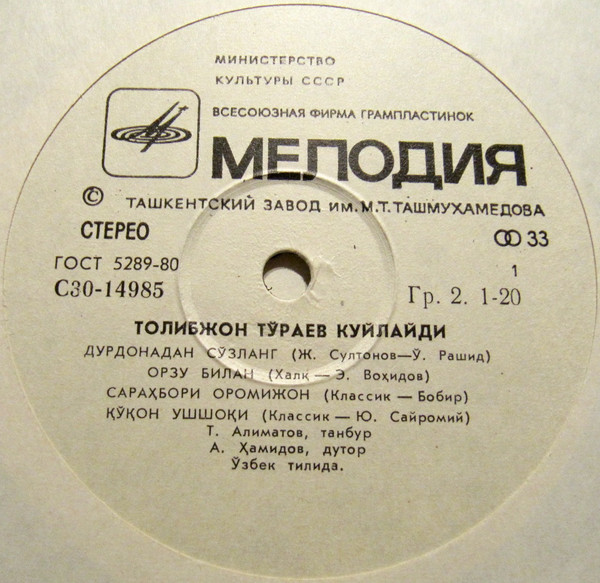 МИНИСТЕРСТВО
КУЛЬТУРЫ СССР
ВСЕСОЮЗНАЯ ФИРМА ГРАМПЛАСТИНОК
МЕЛОДИЯ
© ТАШКЕНТСКИЙ ЗАВОД ИМ. М.Т.ТАШМУХАМЕДОВА
СТЕРЕО 33
ГОСТ 5289-80 1
С30-14985 Гр. 2. 1-20
ТОЛИБЖОН ТЎРАЕВ КУЙЛАЙДИ
ДУРДОНАДАН СЎЗЛАНГ (Ж. Султонов—Ў. Рашид)
ОРЗУ БИЛАН (Халқ — Э. Воҳидов)
САРАҲБОРИ ОРОМИЖОН (Классик — Бобир)
ҚЎҚОН УШШОҚИ (Классик — Ю. Сайромий)
Т. Алиматов, танбур
А. Ҳамидов, дутор
Ўзбек тилида.